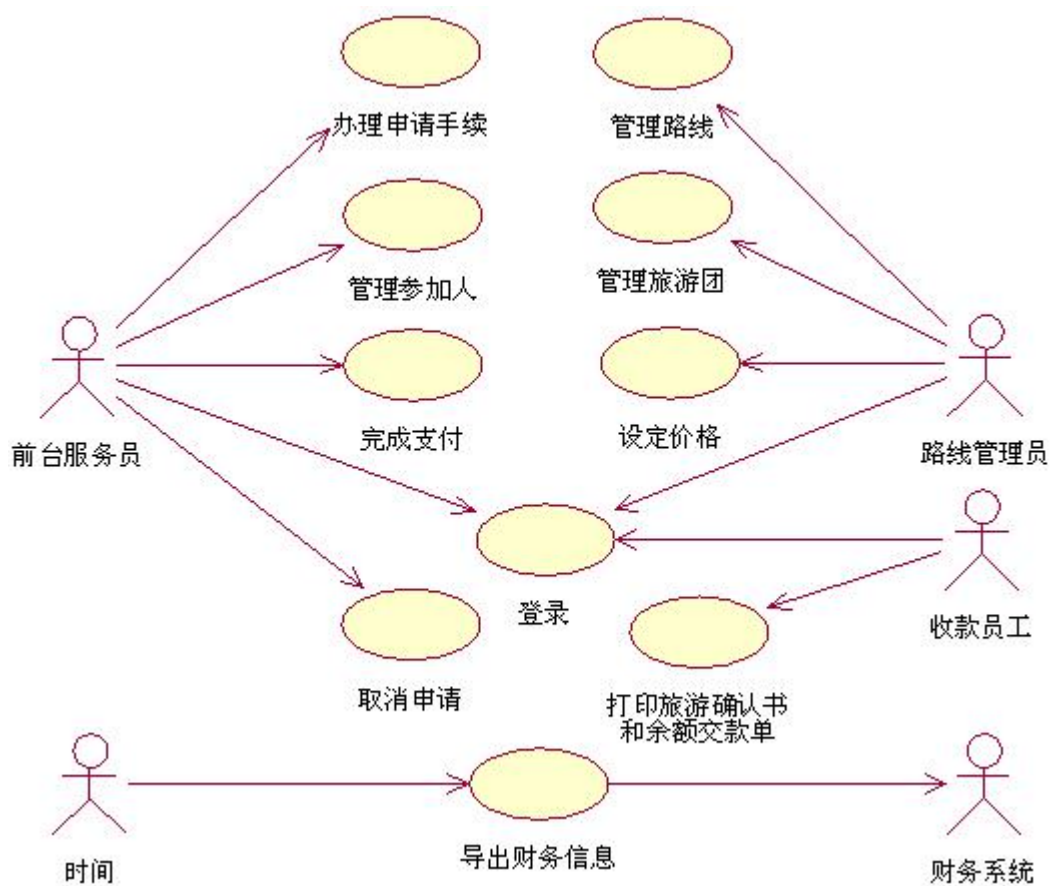 办理申请手续
管理路线
管理参加人
管理旅游团
前台服务员
完成支付
设定价格
路线管理员
登录
收款员工
取消申请
打印旅游确认书
和余额交款单
时间
导出财务信息
财务系统